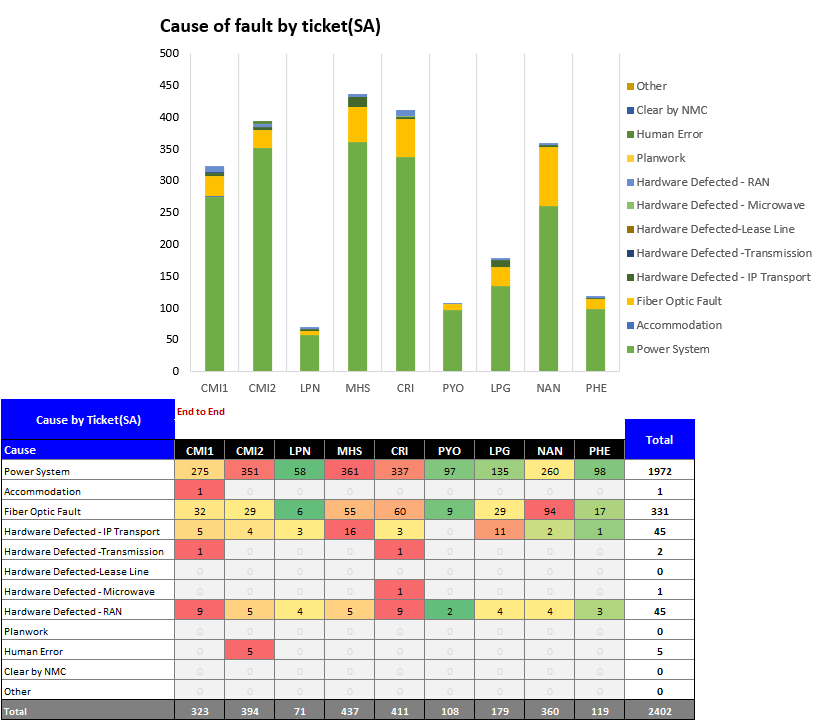 Cause of fault by ticket(SA)
500
450
400
350
300
250
200
150
100
50
0
CMI1 CMI2 LPN MHS CRI PYO LPG NAN PHE
Other
Clear by NMC
Human Error
Planwork
Hardware Defected - RAN
Hardware Defected - Microwave
Hardware Defected-Lease Line
Hardware Defected -Transmission
Hardware Defected - IP Transport
Fiber Optic Fault
Accommodation
Power System
Cause by Ticket(SA) End to End
Total
Cause CMI1 CMI2 LPN MHS CRI PYO LPG NAN PHE
Power System 275 351 58 361 337 97 135 260 98 1972
Accommodation 1 0 0 0 0 0 0 0 0 1
Fiber Optic Fault 32 29 6 55 60 9 29 94 17 331
Hardware Defected - IP Transport 5 4 3 16 3 0 11 2 1 45
Hardware Defected -Transmission 1 0 0 0 1 0 0 0 0 2
Hardware Defected-Lease Line 0 0 0 0 0 0 0 0 0 0
Hardware Defected - Microwave 0 0 0 0 1 0 0 0 0 1
Hardware Defected - RAN 9 5 4 5 9 2 4 4 3 45
Planwork 0 0 0 0 0 0 0 0 0 0
Human Error 0 5 0 0 0 0 0 0 0 5
Clear by NMC 0 0 0 0 0 0 0 0 0 0
Other 0 0 0 0 0 0 0 0 0 0
Total 323 394 71 437 411 108 179 360 119 2402